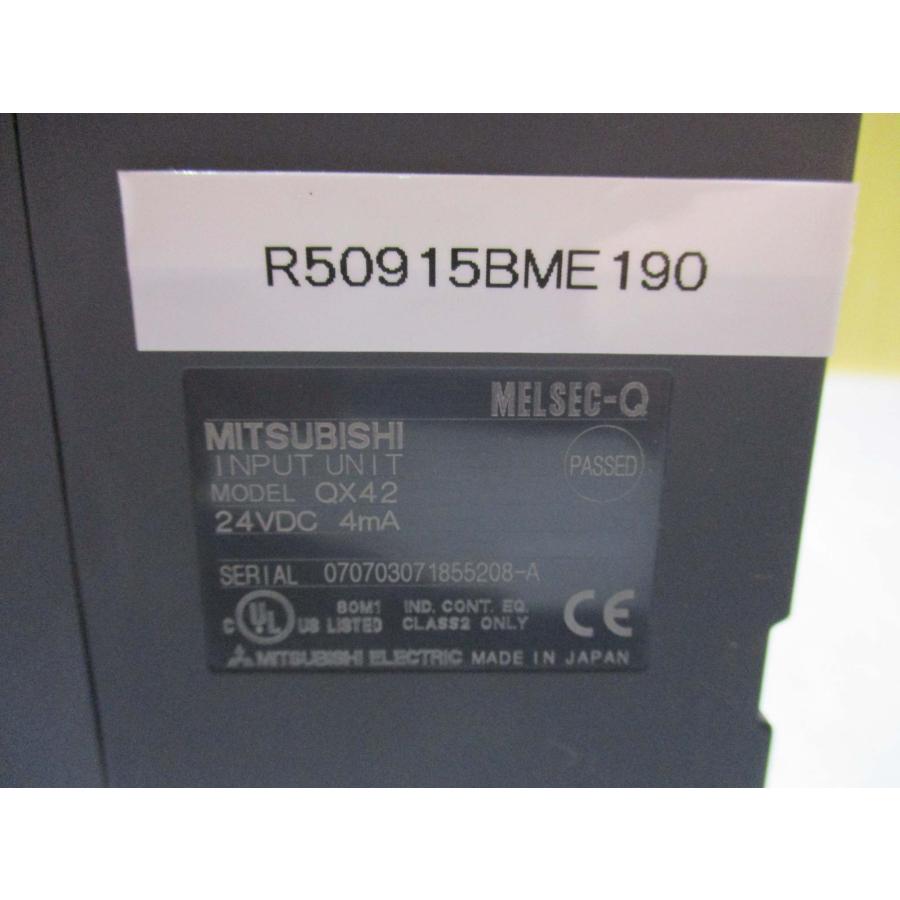 R50915BME190
MELSEC-Q
MITSUBISHI
INPUT UNIT
PASSED
MODEL QX42
24VDC 4mA
SERIAL 070703071855208-A
C UL US LISTED 80M1 IND. CONT. EQ. CLASS2 ONLY CE
MITSUBISHI ELECTRIC MADE IN JAPAN